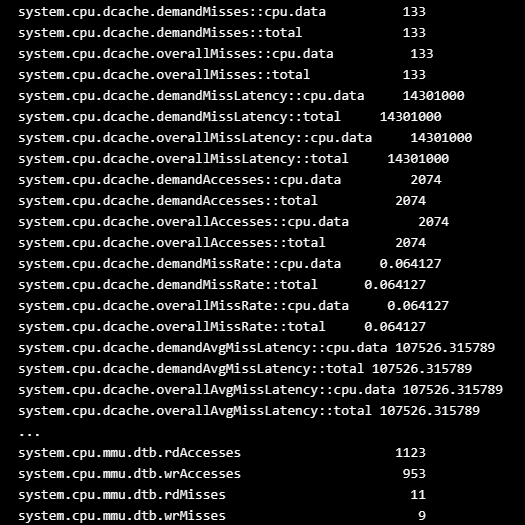 system.cpu.dcache.demandMisses::cpu.data 133
system.cpu.dcache.demandMisses::total 133
system.cpu.dcache.overallMisses::cpu.data 133
system.cpu.dcache.overallMisses::total 133
system.cpu.dcache.demandMissLatency::cpu.data 14301000
system.cpu.dcache.demandMissLatency::total 14301000
system.cpu.dcache.overallMissLatency::cpu.data 14301000
system.cpu.dcache.overallMissLatency::total 14301000
system.cpu.dcache.demandAccesses::cpu.data 2074
system.cpu.dcache.demandAccesses::total 2074
system.cpu.dcache.overallAccesses::cpu.data 2074
system.cpu.dcache.overallAccesses::total 2074
system.cpu.dcache.demandMissRate::cpu.data 0.064127
system.cpu.dcache.demandMissRate::total 0.064127
system.cpu.dcache.overallMissRate::cpu.data 0.064127
system.cpu.dcache.overallMissRate::total 0.064127
system.cpu.dcache.demandAvgMissLatency::cpu.data 107526.315789
system.cpu.dcache.demandAvgMissLatency::total 107526.315789
system.cpu.dcache.overallAvgMissLatency::cpu.data 107526.315789
system.cpu.dcache.overallAvgMissLatency::total 107526.315789
...
system.cpu.mmu.dtb.rdAccesses 1123
system.cpu.mmu.dtb.wrAccesses 953
system.cpu.mmu.dtb.rdMisses 11
system.cpu.mmu.dtb.wrMisses 9